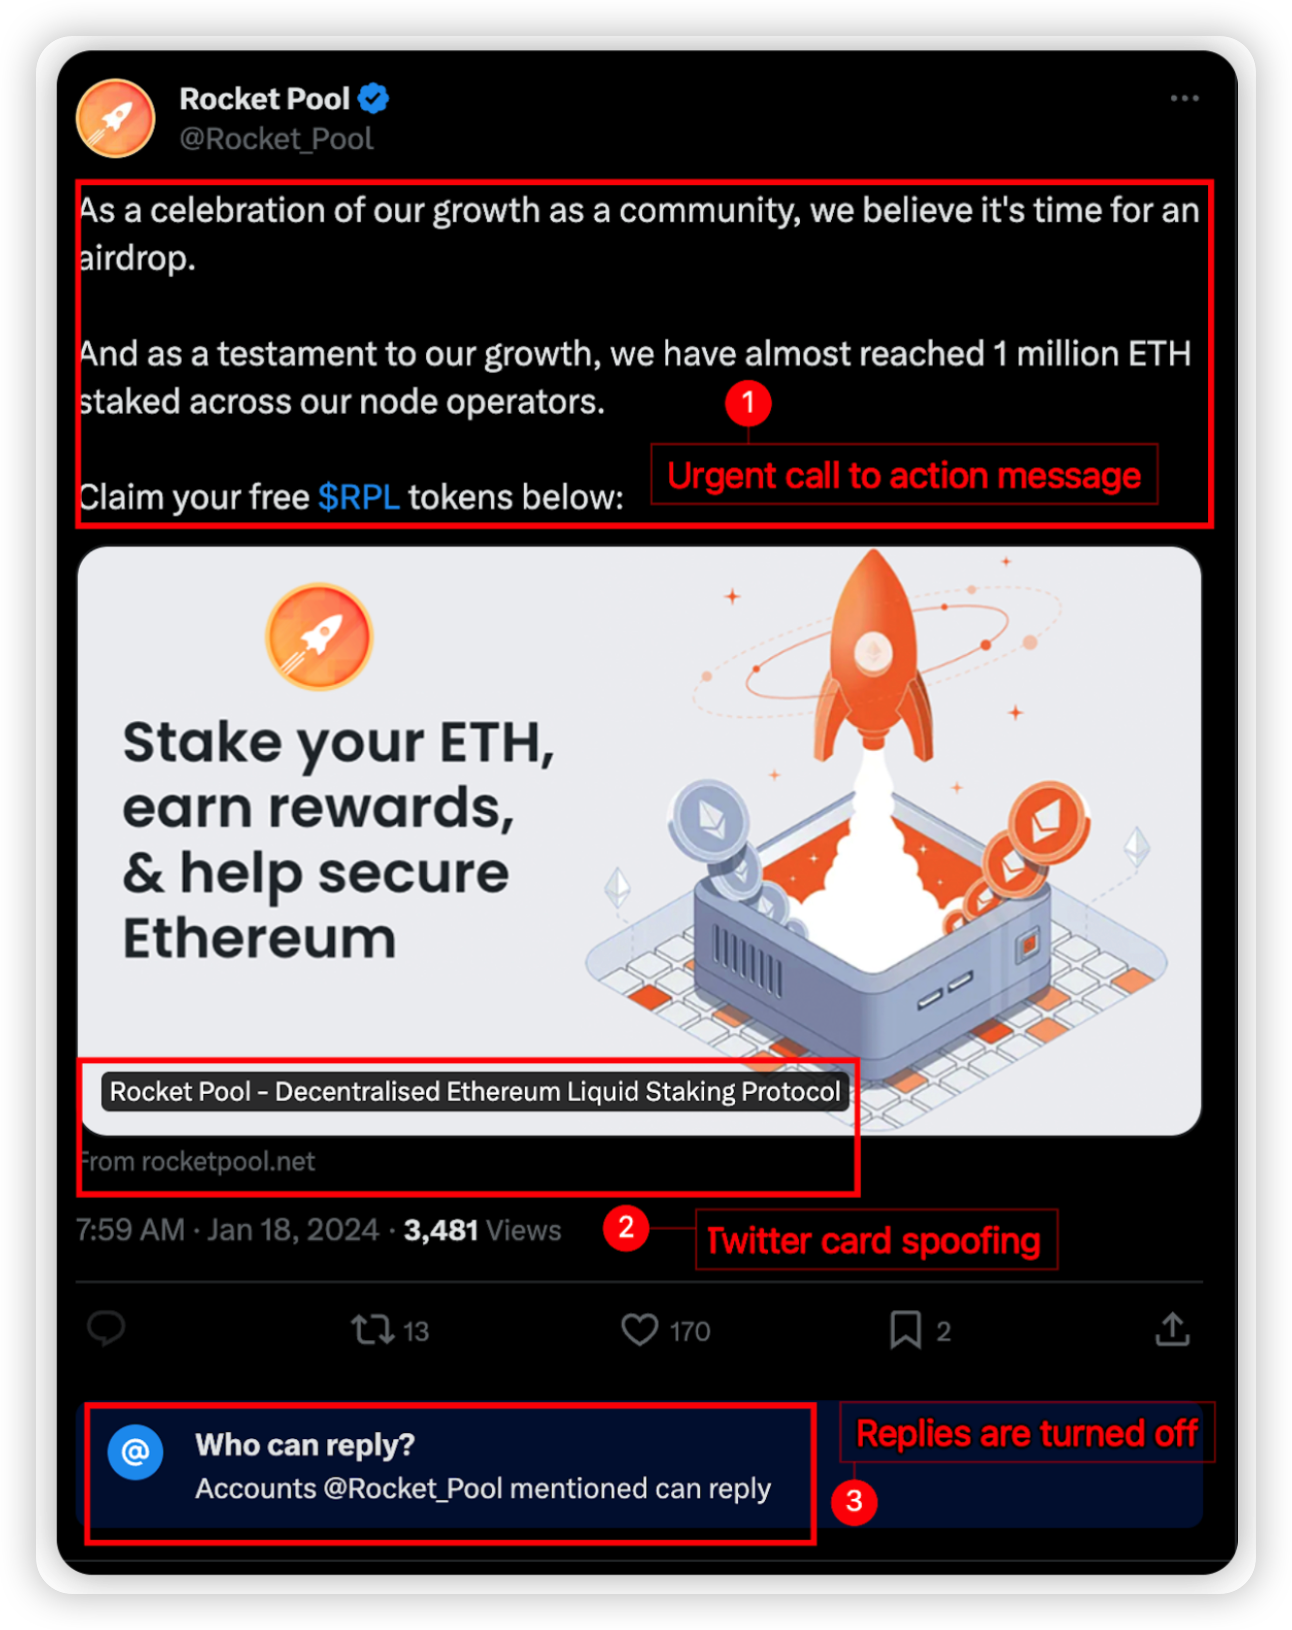 Rocket Pool
@Rocket_Pool
As a celebration of our growth as a community, we believe it's time for an
airdrop.
And as a testament to our growth, we have almost reached 1 million ETH
staked across our node operators.
1
Urgent call to action message
Claim your free $RPL tokens below:
Stake your ETH,
earn rewards,
& help secure
Ethereum
Rocket Pool – Decentralised Ethereum Liquid Staking Protocol
From rocketpool.net
7:59 AM · Jan 18, 2024 · 3,481 Views
2
Twitter card spoofing
13
170
2
Who can reply?
Accounts @Rocket_Pool mentioned can reply
Replies are turned off
3